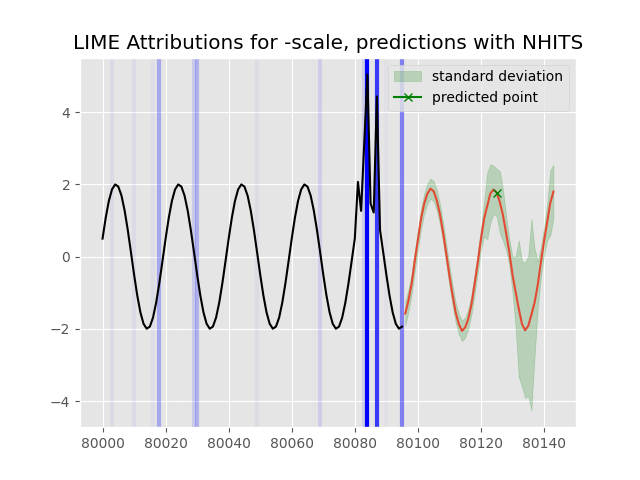 LIME Attributions for -scale, predictions with NHITS
standard deviation
predicted point
4
2
0
−2
−4
80000 80020 80040 80060 80080 80100 80120 80140